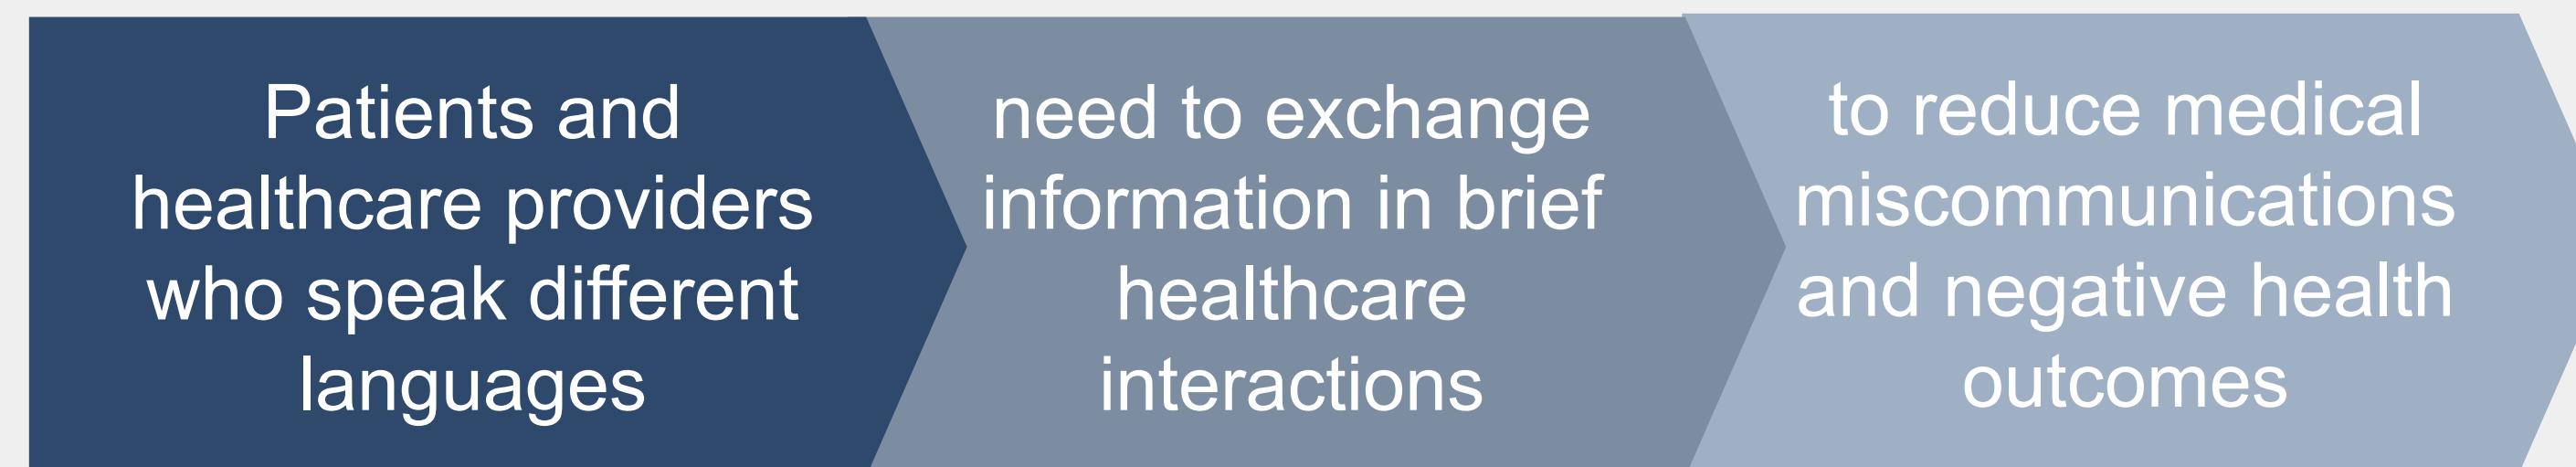 Patients and
healthcare providers
who speak different
languages
need to exchange
information in brief
healthcare
interactions
to reduce medical
miscommunications
and negative health
outcomes